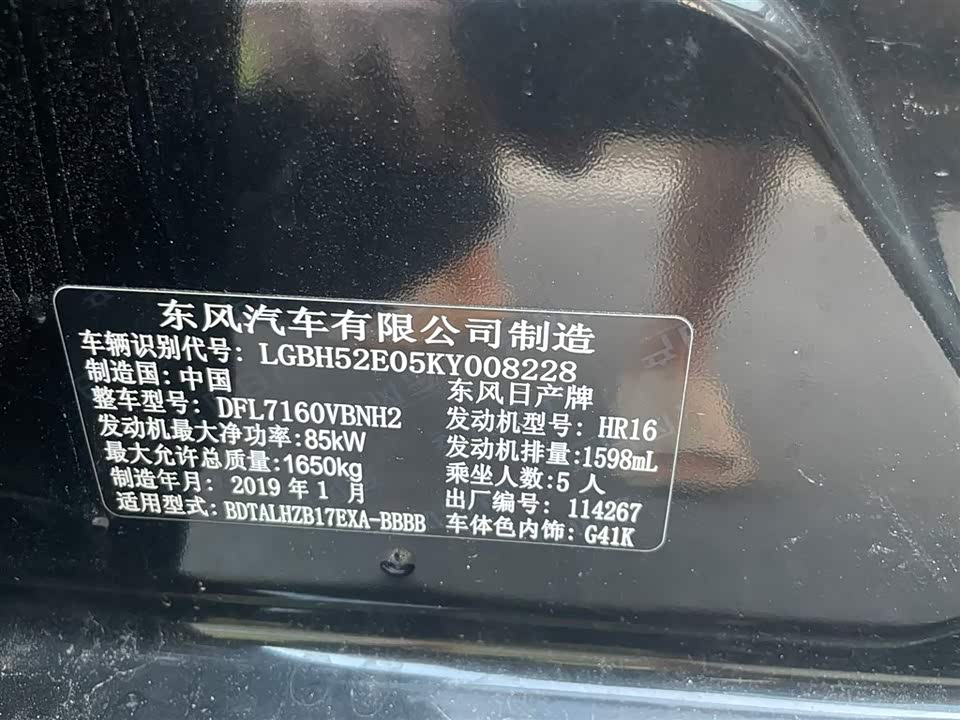 东风汽车有限公司制造
车辆识别代号: LGBH52E05KY008228
制造国: 中国 东风日产牌
整车型号: DFL7160VBNH2 发动机型号: HR16
发动机最大净功率:85kW 发动机排量:1598mL
最大允许总质量:1650kg 乘坐人数:5 人
制造年月: 2019 年 1 月 出厂编号: 114267
适用型式: BDTALHZB17EXA-BBBB 车体色内饰: G41K